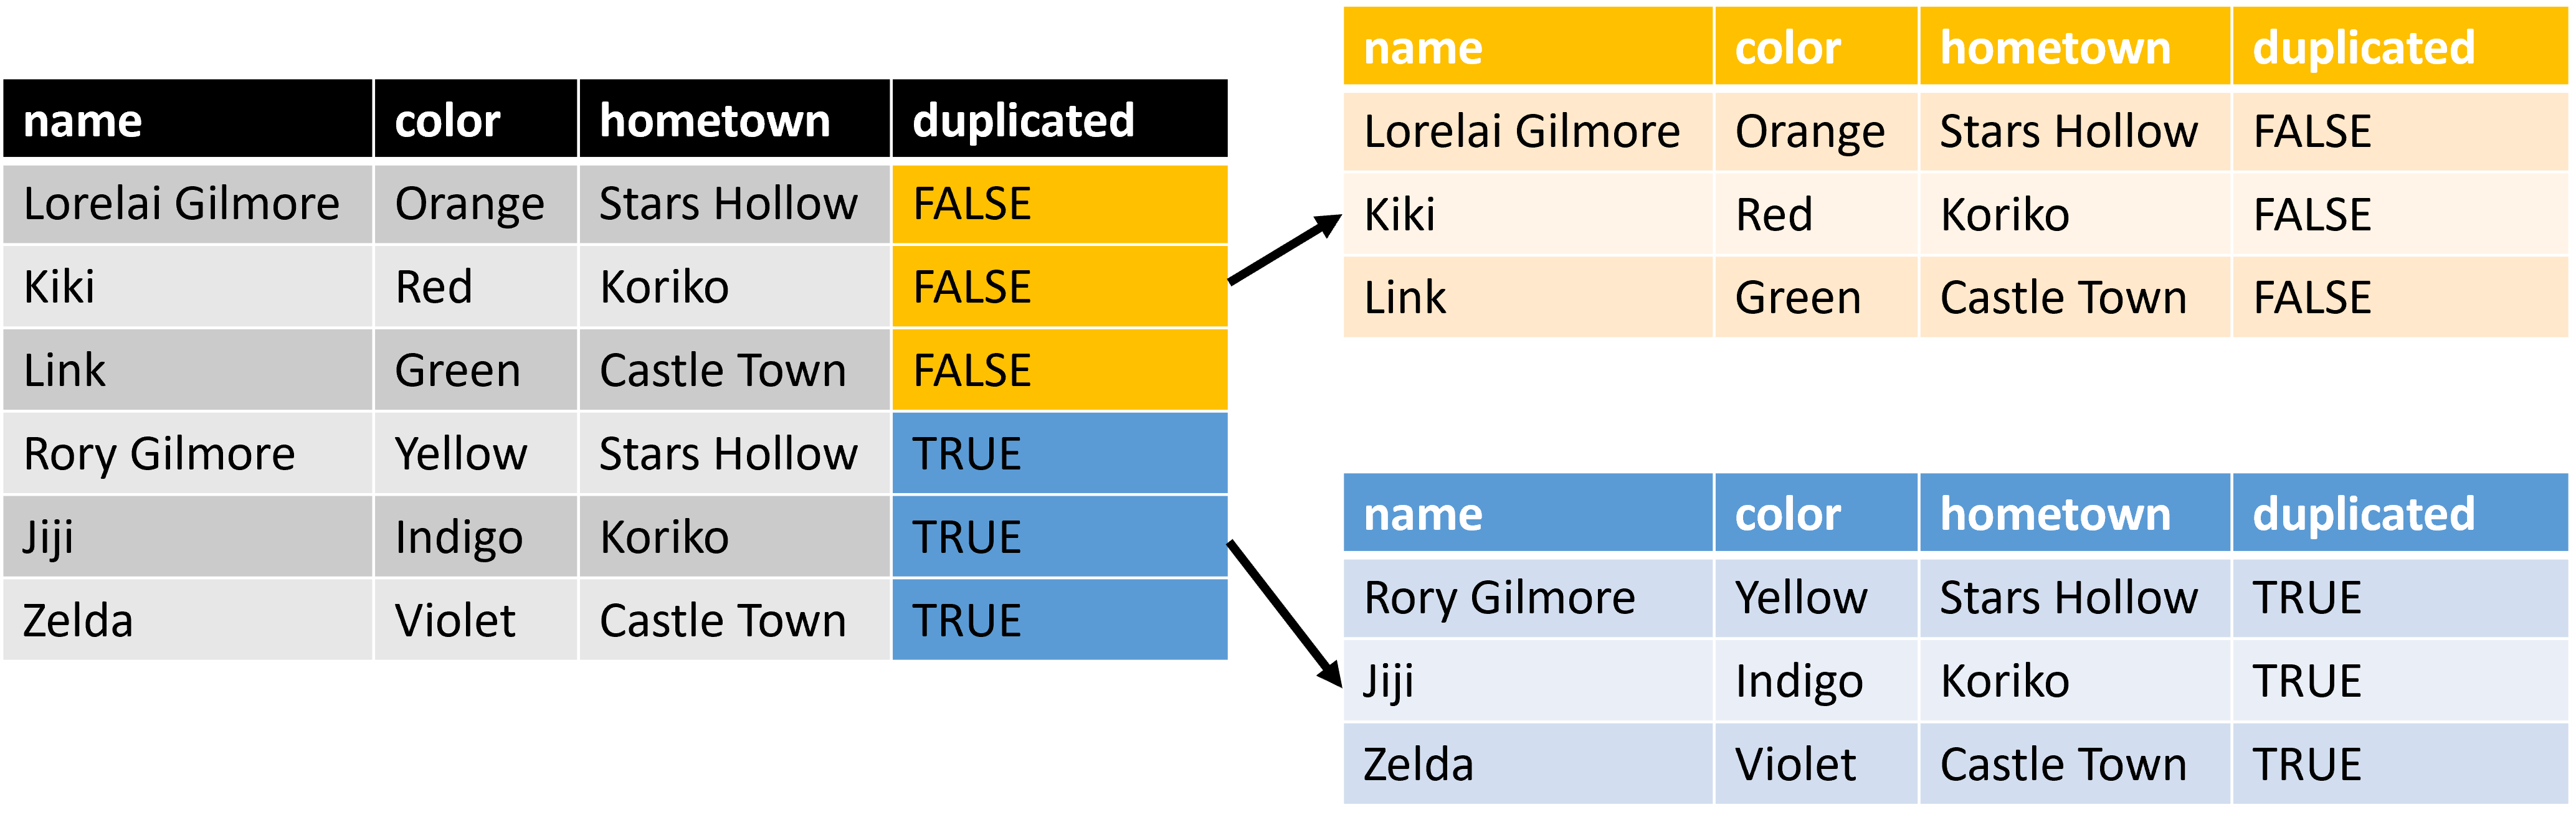 name color hometown duplicated
Lorelai Gilmore Orange Stars Hollow FALSE
Kiki Red Koriko FALSE
Link Green Castle Town FALSE
Rory Gilmore Yellow Stars Hollow TRUE
Jiji Indigo Koriko TRUE
Zelda Violet Castle Town TRUE
name color hometown duplicated
Lorelai Gilmore Orange Stars Hollow FALSE
Kiki Red Koriko FALSE
Link Green Castle Town FALSE
name color hometown duplicated
Rory Gilmore Yellow Stars Hollow TRUE
Jiji Indigo Koriko TRUE
Zelda Violet Castle Town TRUE